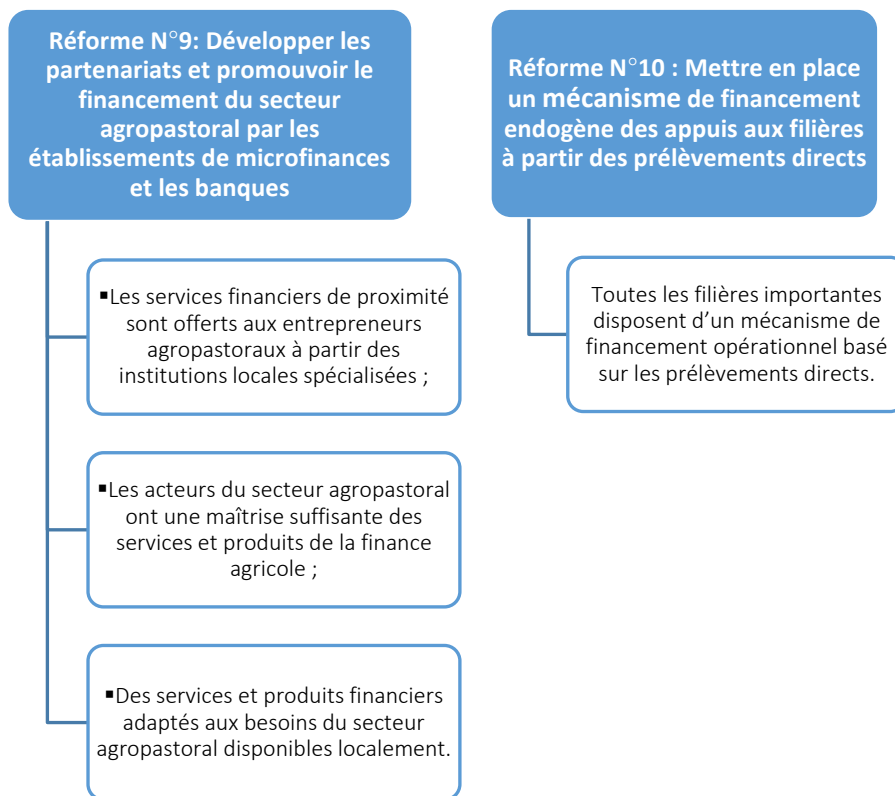 Réforme N°9: Développer les
partenariats et promouvoir le
financement du secteur
agropastoral par les
établissements de microfinances
et les banques
▪Les services financiers de proximité
sont offerts aux entrepreneurs
agropastoraux à partir des
institutions locales spécialisées ;
▪Les acteurs du secteur agropastoral
ont une maîtrise suffisante des
services et produits de la finance
agricole ;
▪Des services et produits financiers
adaptés aux besoins du secteur
agropastoral disponibles localement.
Réforme N°10 : Mettre en place
un mécanisme de financement
endogène des appuis aux filières
à partir des prélèvements directs
Toutes les filières importantes
disposent d’un mécanisme de
financement opérationnel basé
sur les prélèvements directs.